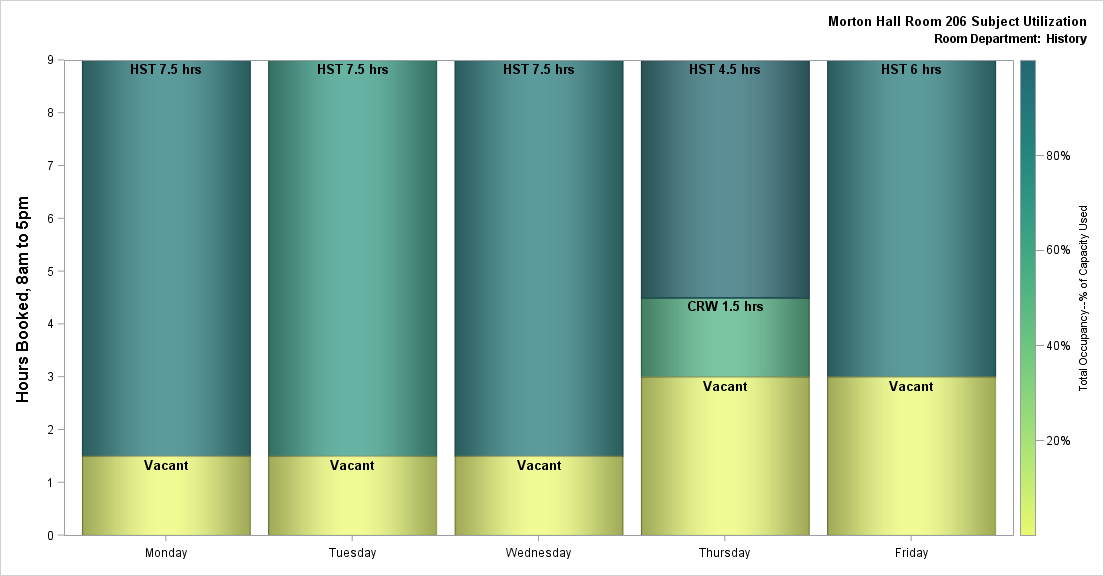 Morton Hall Room 206 Subject Utilization
Room Department: History
Hours Booked, 8am to 5pm
9
8
7
6
5
4
3
2
1
0
HST 7.5 hrs
Vacant
HST 7.5 hrs
Vacant
HST 7.5 hrs
Vacant
HST 4.5 hrs
CRW 1.5 hrs
Vacant
HST 6 hrs
Vacant
Monday
Tuesday
Wednesday
Thursday
Friday
80%
60%
40%
20%
Total Occupancy--% of Capacity Used